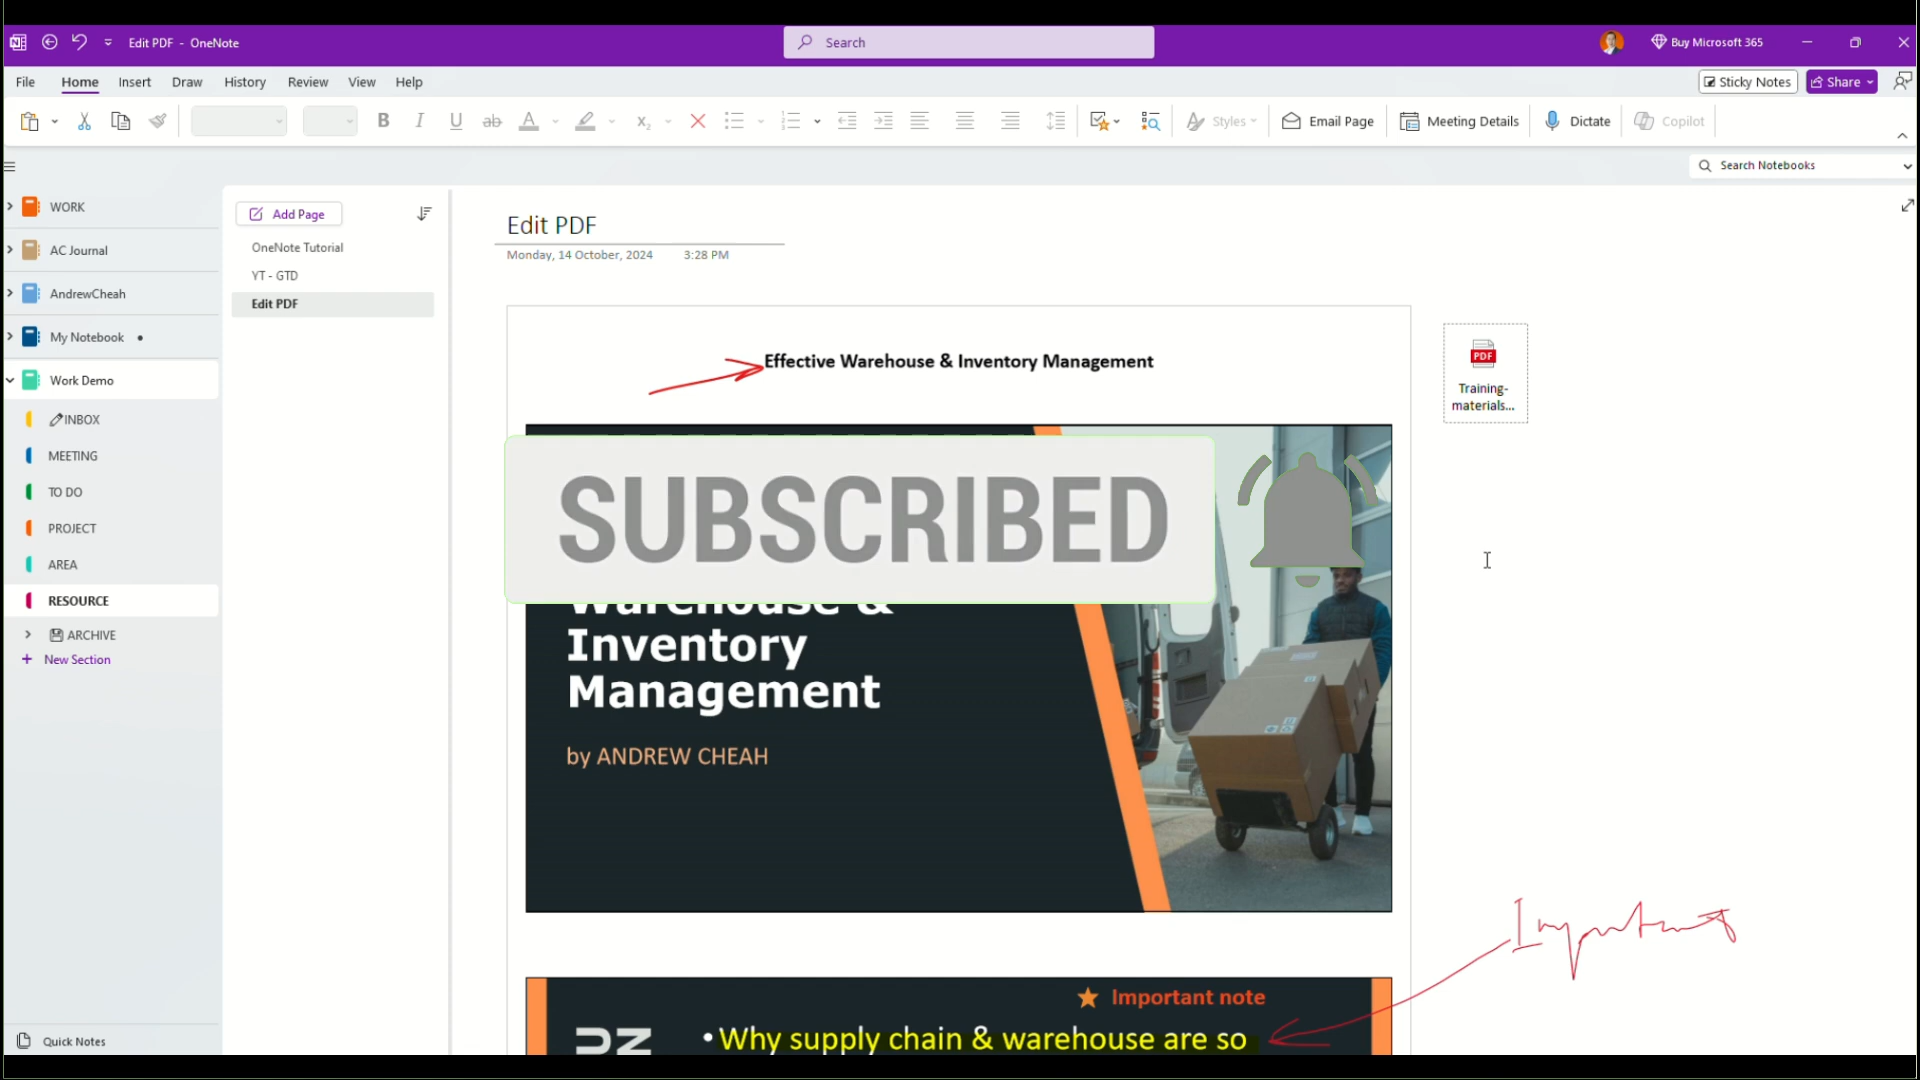 Edit PDF - OneNote
Search
Buy Microsoft 365
File Home Insert Draw History Review View Help
Sticky Notes Share
B I U ab A x₂ Styles Email Page Meeting Details Dictate Copilot
Search Notebooks
WORK
AC Journal
AndrewCheah
My Notebook
Work Demo
INBOX
MEETING
TO DO
PROJECT
AREA
RESOURCE
ARCHIVE
New Section
Quick Notes
Add Page
OneNote Tutorial
YT - GTD
Edit PDF
Edit PDF
Monday, 14 October, 2024 3:28 PM
Effective Warehouse & Inventory Management
PDF
Training-
materials...
SUBSCRIBED
Warehouse &
Inventory
Management
by ANDREW CHEAH
Important
Important note
•Why supply chain & warehouse are so